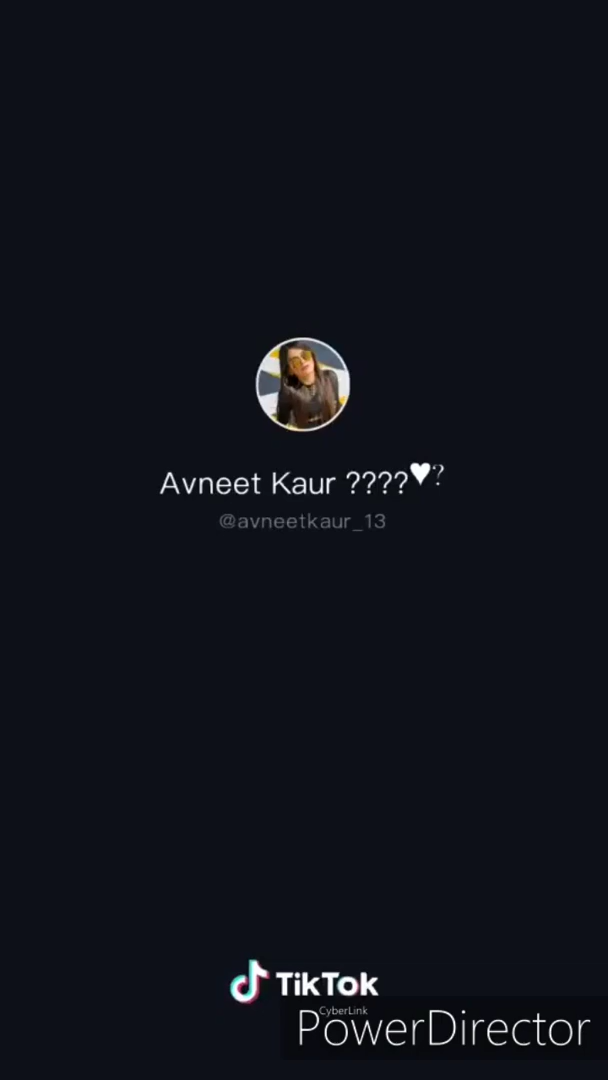 Avneet Kaur ????♥?
@avneetkaur_13
TikTok
CyberLink
PowerDirector